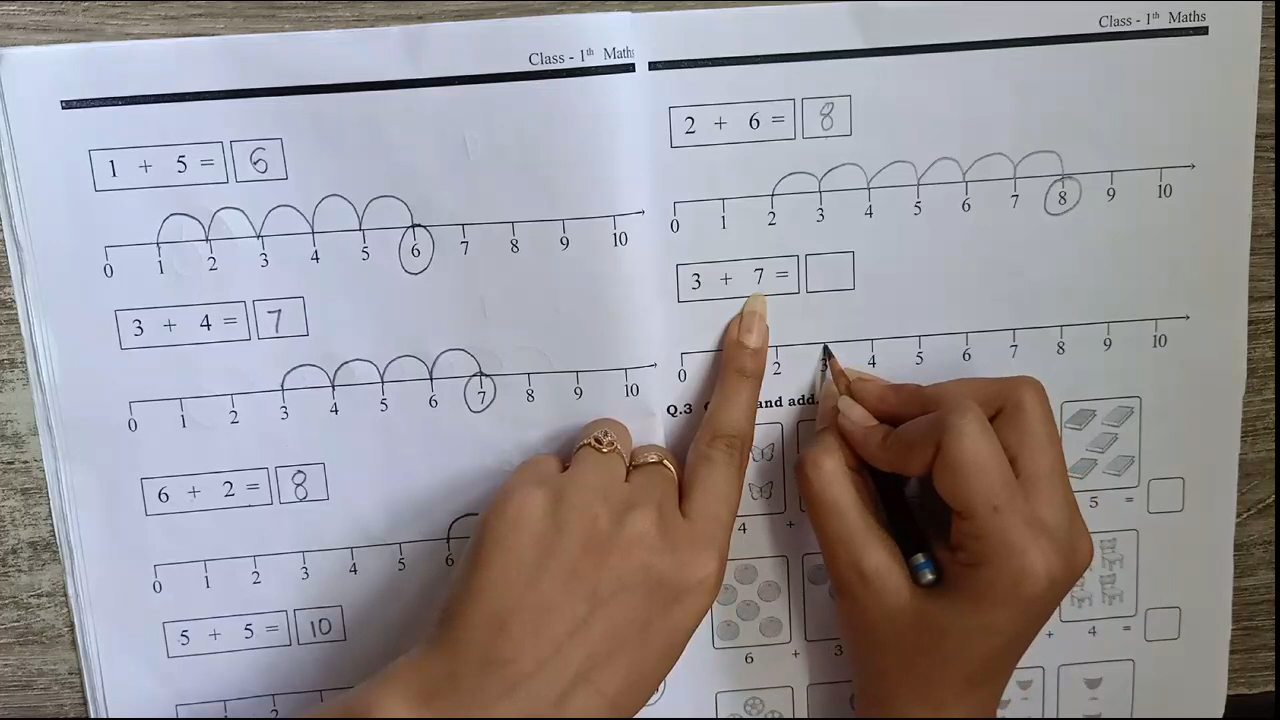 Class - 1th Maths
1 + 5 = 6
0 1 2 3 4 5 6 7 8 9 10
3 + 4 = 7
0 1 2 3 4 5 6 7 8 9 10
6 + 2 = 8
0 1 2 3 4 5 6
5 + 5 = 10
2
Class - 1th Maths
2 + 6 = 8
0 1 2 3 4 5 6 7 8 9 10
3 + 7 =
0 2 3 4 5 6 7 8 9 10
Q.3 and add.
4 + 5 =
6 + 3 + 4 =